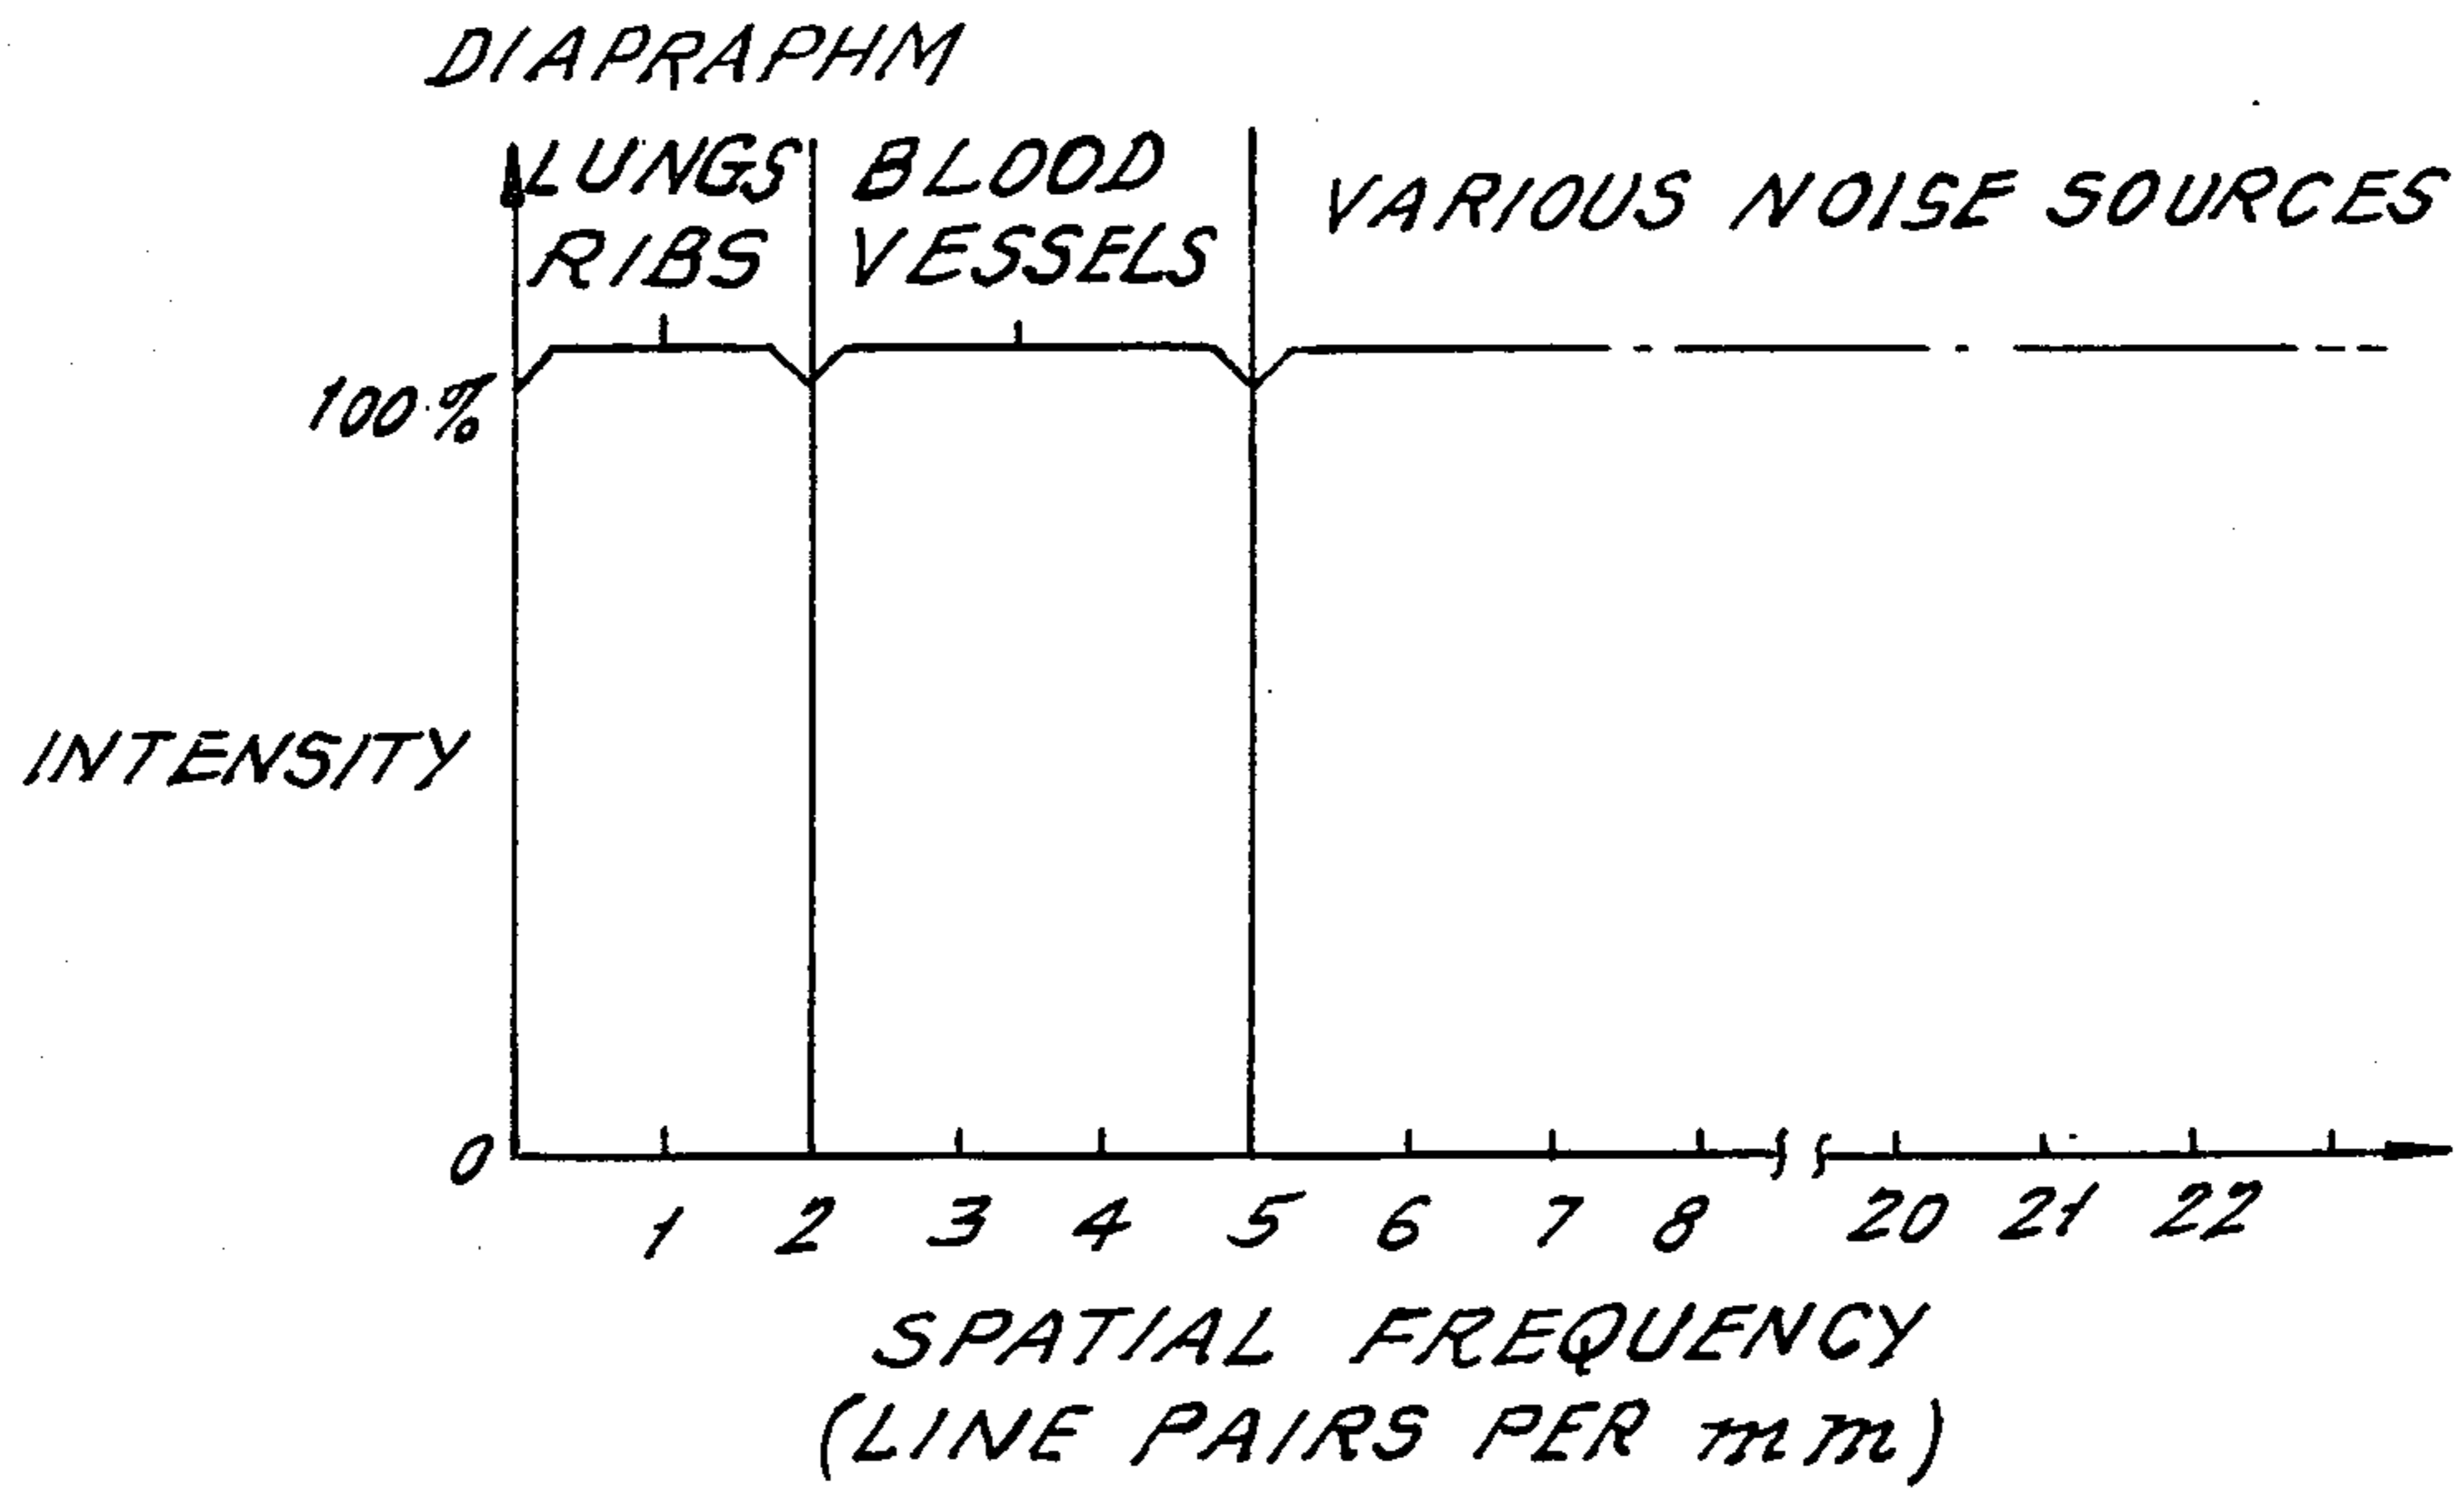 DIAPRAPHM
LUNGS
RIBS
BLOOD
VESSELS
VARIOUS NOISE SOURCES
100%
INTENSITY
0
1 2 3 4 5 6 7 8 20 21 22
SPATIAL FREQUENCY
(LINE PAIRS PER mm)